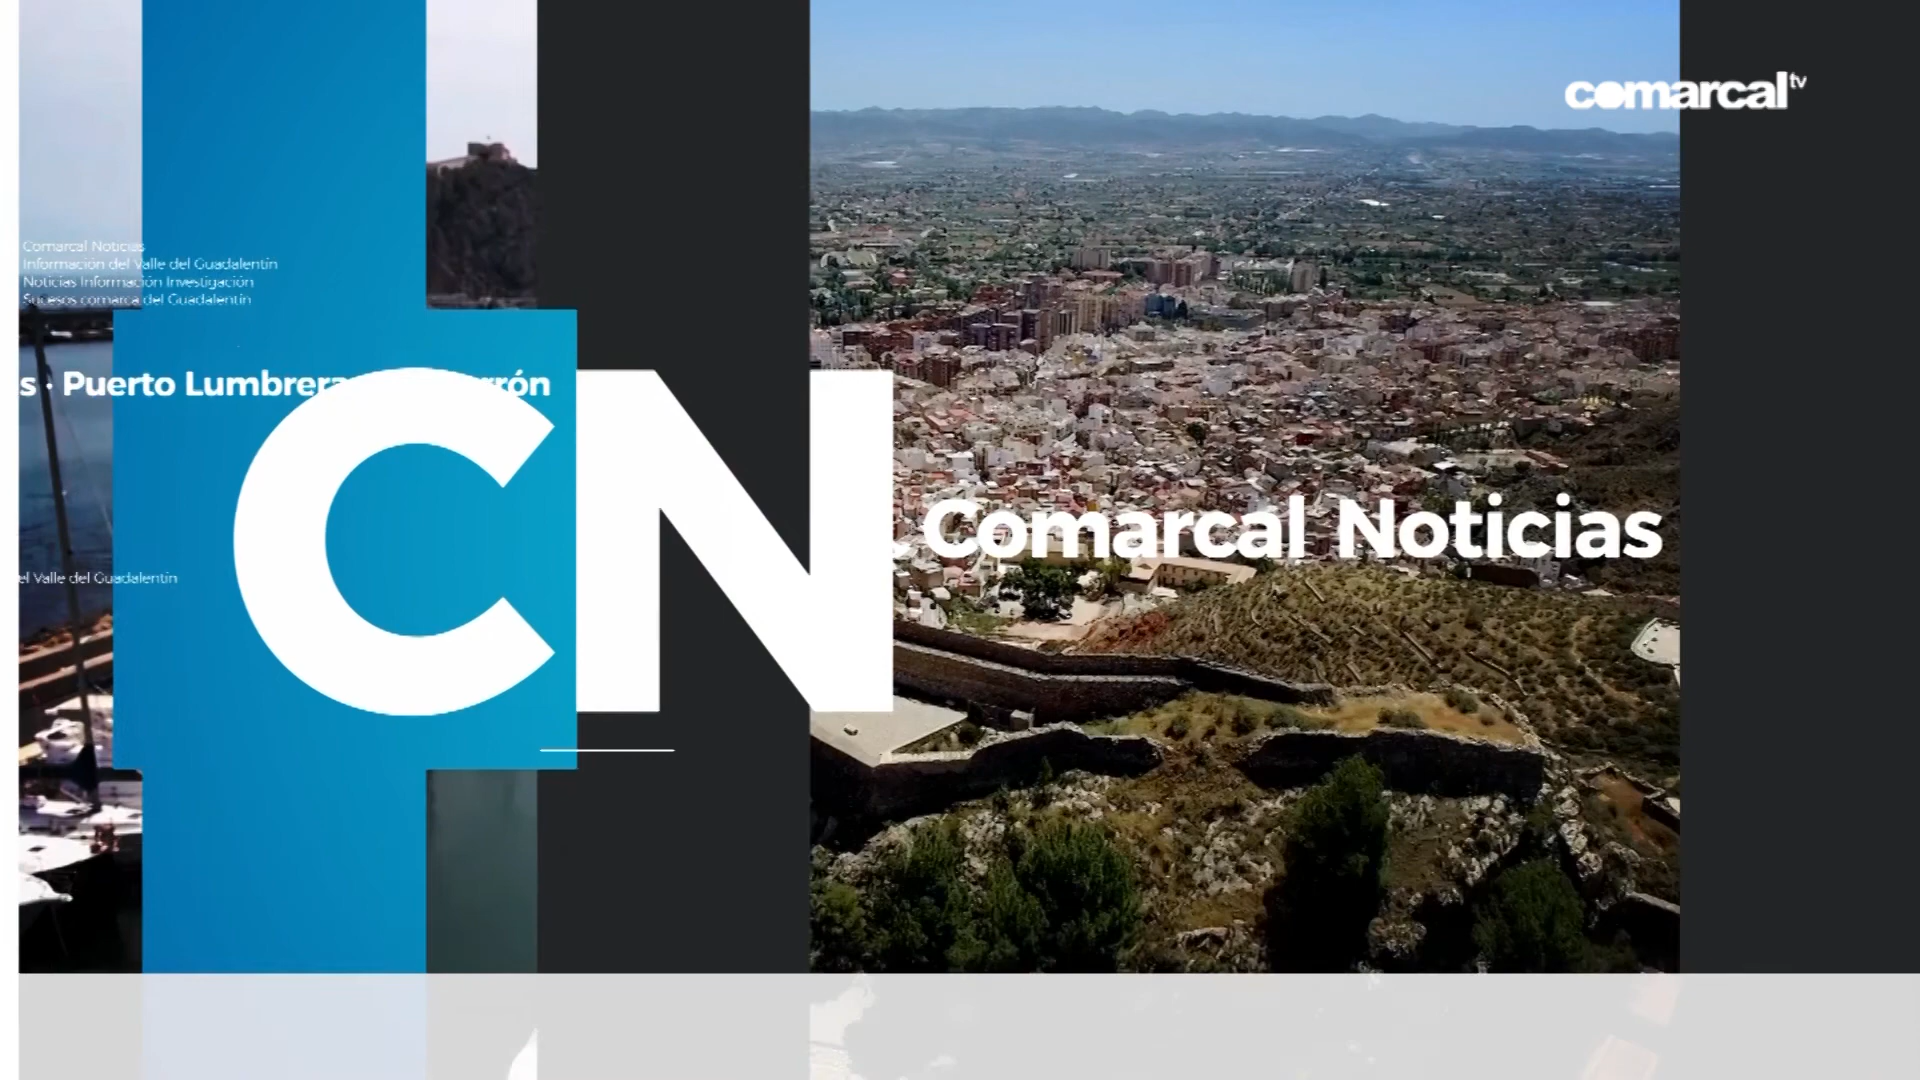 comarcal tv
Comarcal Noticias
Información del Valle del Guadalentín
Noticias Información Investigación
Sucesos comarca del Guadalentín
s · Puerto Lumbrera rrón
CN
Comarcal Noticias
el Valle del Guadalentín